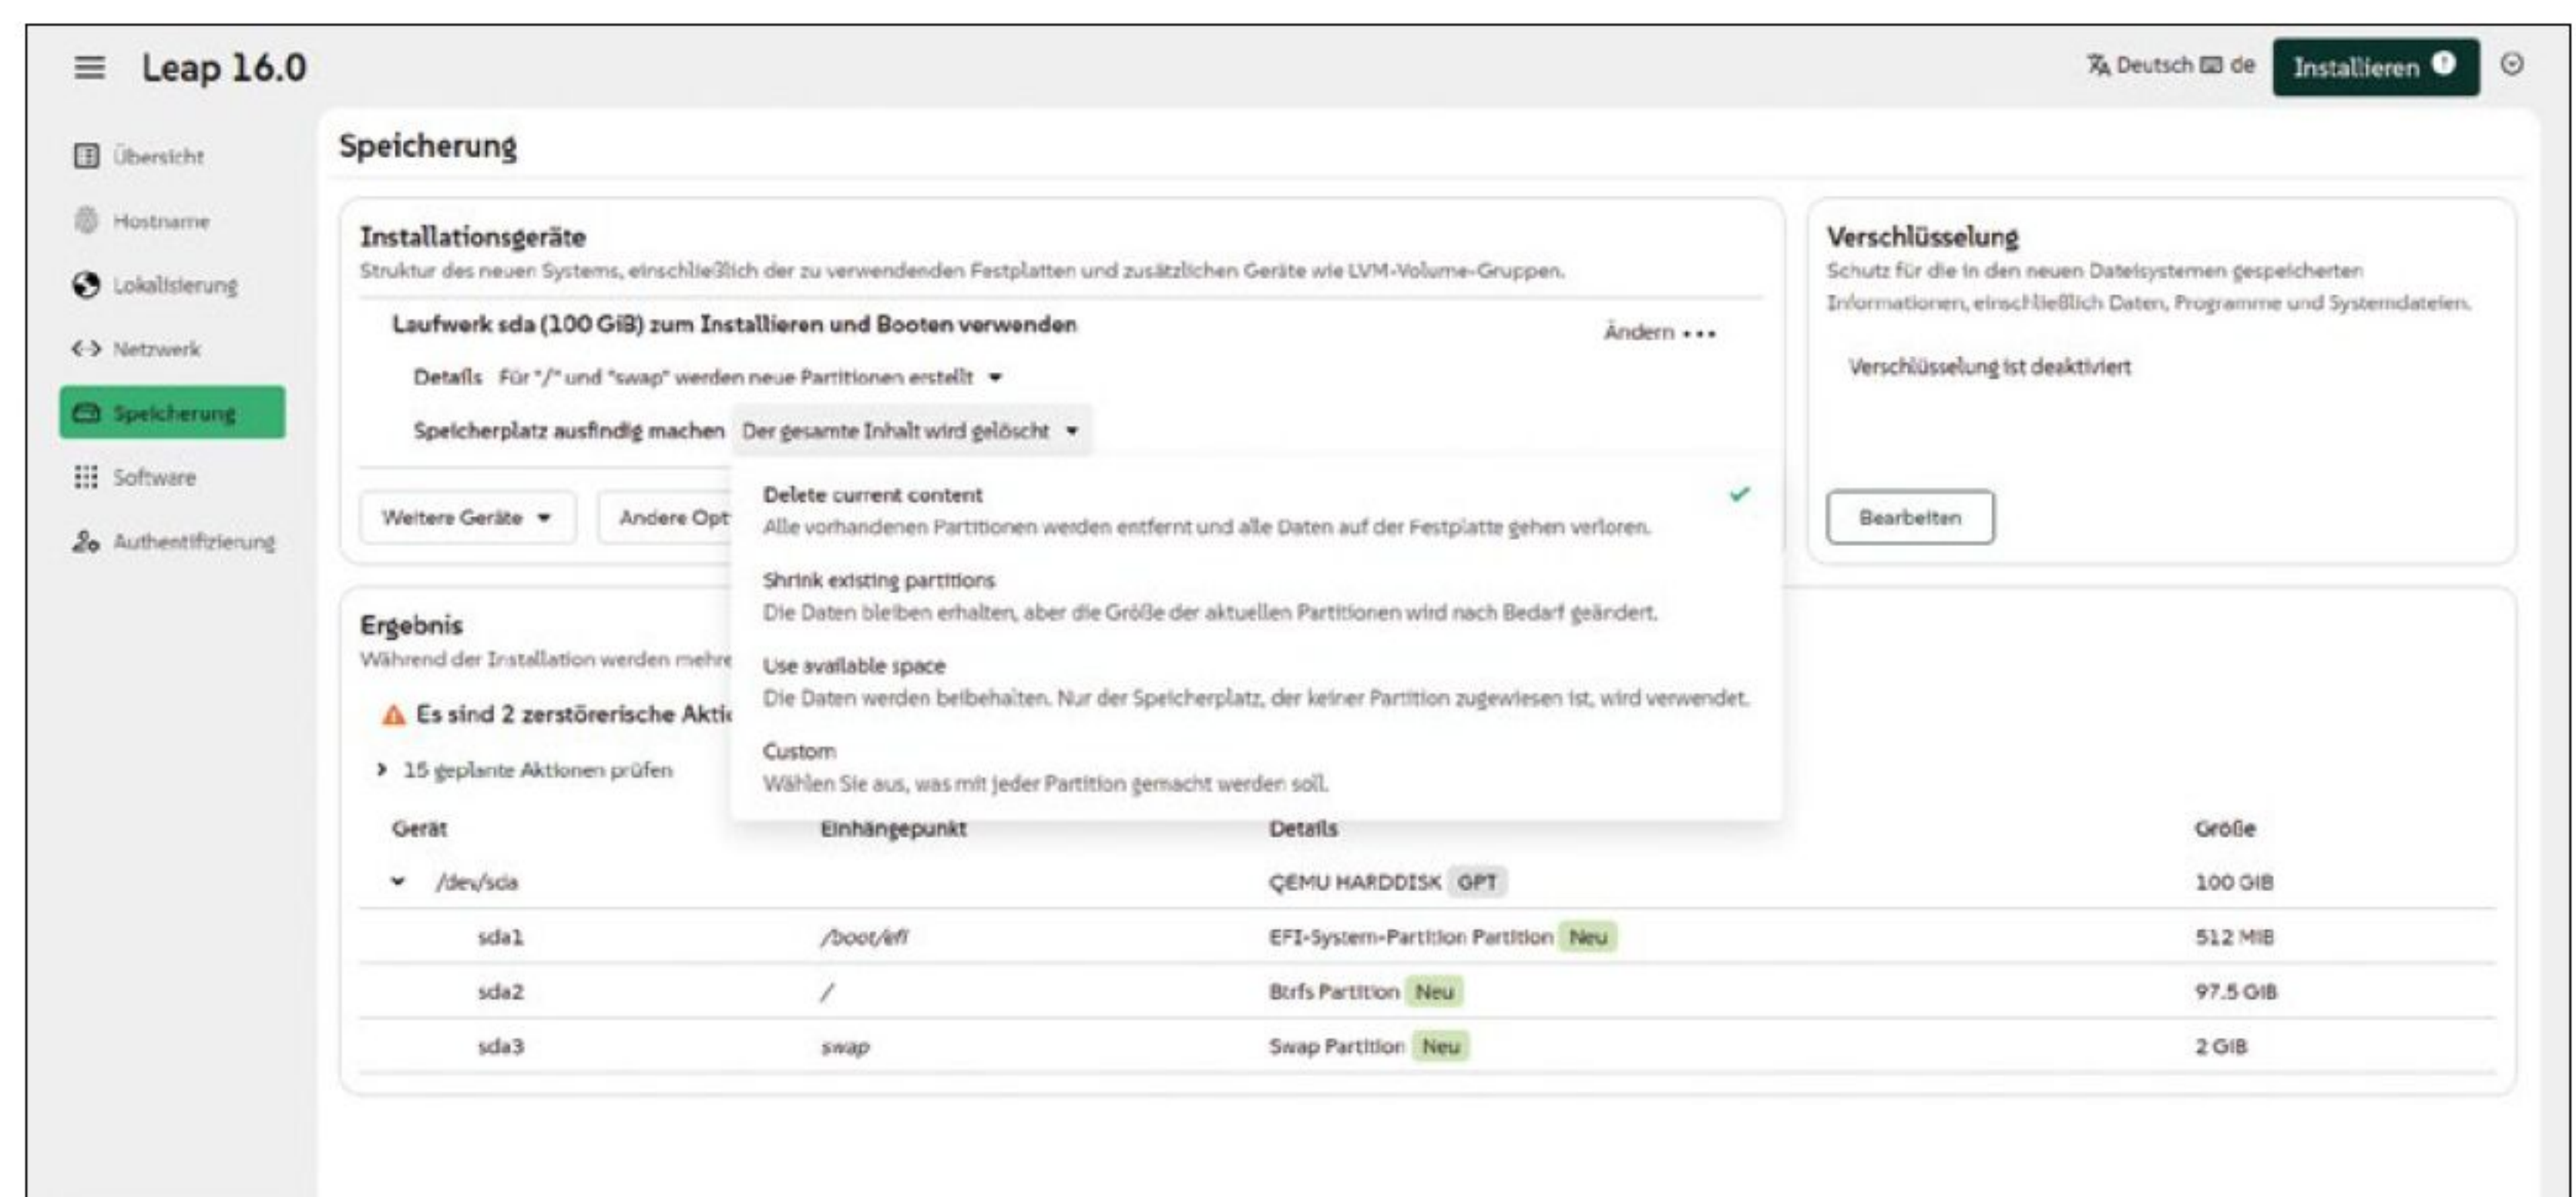 Leap 16.0
Deutsch de
Installieren
Übersicht
Hostname
Lokalisierung
Netzwerk
Speicherung
Software
Authentifizierung
Speicherung
Installationsgeräte
Struktur des neuen Systems, einschließlich der zu verwendenden Festplatten und zusätzlichen Geräte wie LVM-Volume-Gruppen.
Laufwerk sda (100 GiB) zum Installieren und Booten verwenden
Ändern
Details Für "/" und "swap" werden neue Partitionen erstellt
Speicherplatz ausfindig machen Der gesamte Inhalt wird gelöscht
Weitere Geräte
Andere Opt
Delete current content
Alle vorhandenen Partitionen werden entfernt und alle Daten auf der Festplatte gehen verloren.
Shrink existing partitions
Die Daten bleiben erhalten, aber die Größe der aktuellen Partitionen wird nach Bedarf geändert.
Use available space
Die Daten werden beibehalten. Nur der Speicherplatz, der keiner Partition zugewiesen ist, wird verwendet.
Custom
Wählen Sie aus, was mit jeder Partition gemacht werden soll.
Verschlüsselung
Schutz für die in den neuen Dateisystemen gespeicherten
Informationen, einschließlich Daten, Programme und Systemdateien.
Verschlüsselung ist deaktiviert
Bearbeiten
Ergebnis
Während der Installation werden mehre
Es sind 2 zerstörerische Aktio
15 geplante Aktionen prüfen
Gerät Einhängepunkt Details Größe
/dev/sda QEMU HARDDISK GPT 100 GiB
sda1 /boot/efi EFI-System-Partition Partition Neu 512 MiB
sda2 / Btrfs Partition Neu 97.5 GiB
sda3 swap Swap Partition Neu 2 GiB